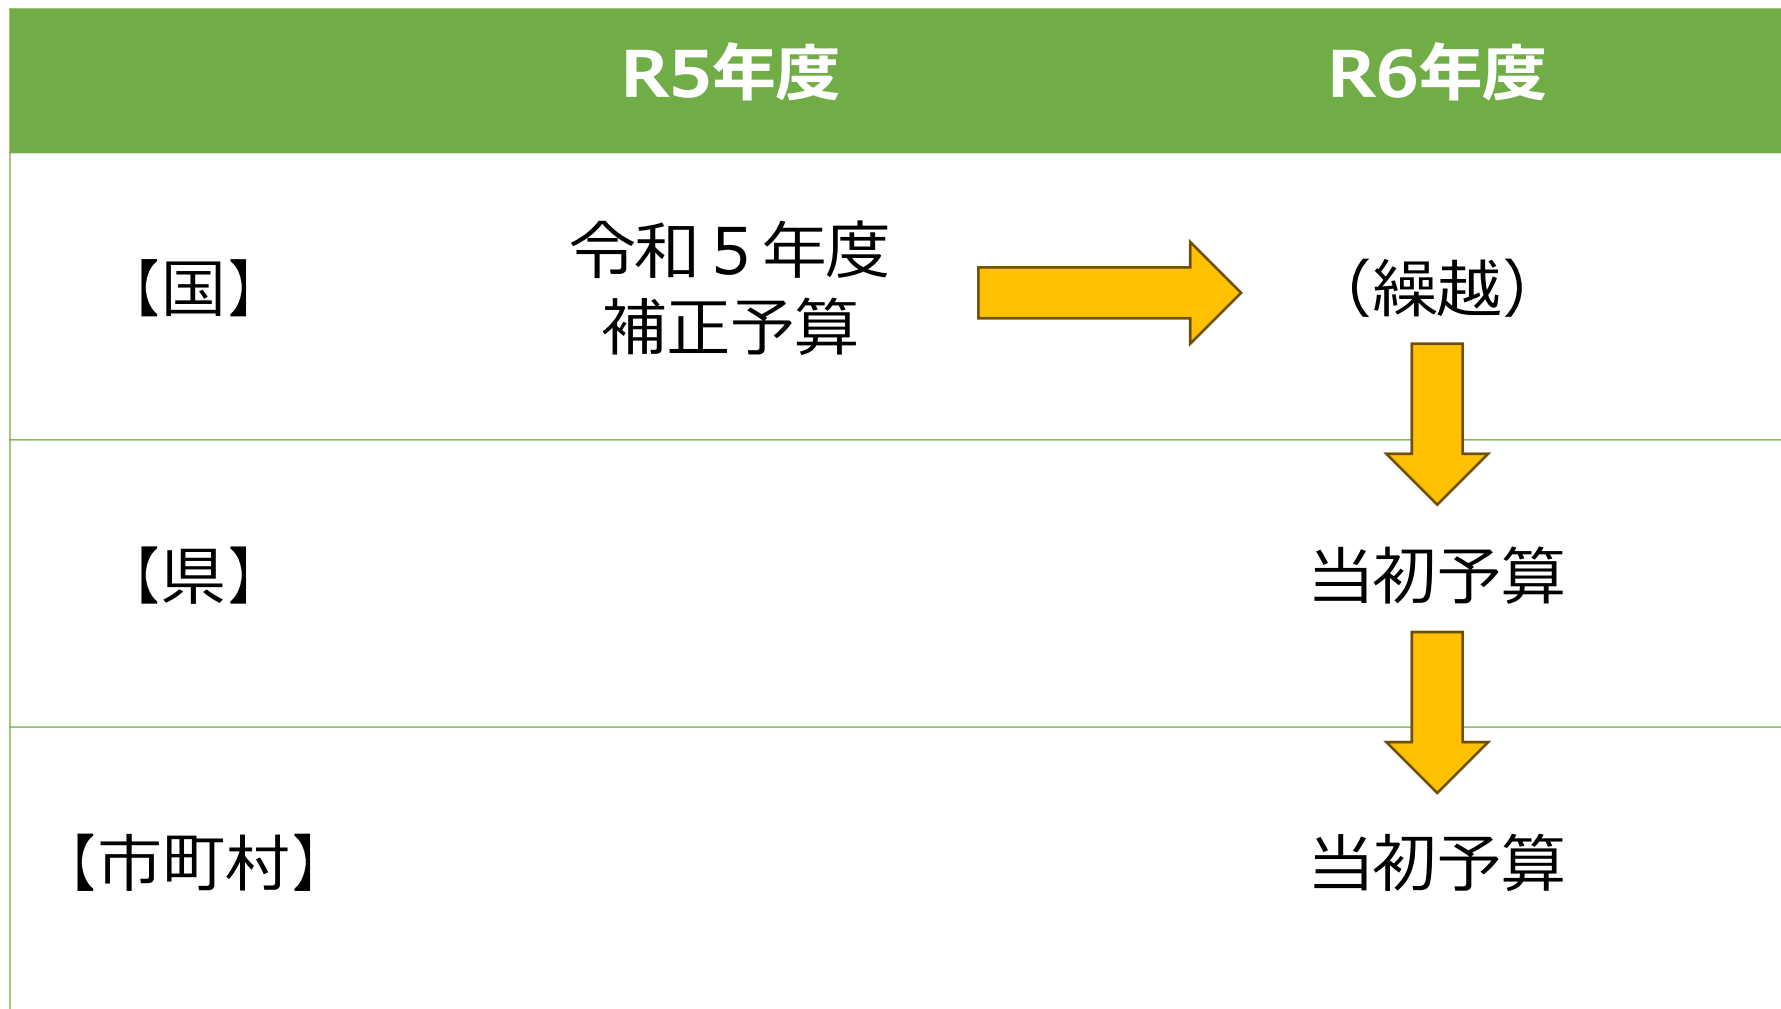 R5年度
R6年度
【国】
令和５年度
補正予算
（繰越）
【県】
当初予算
【市町村】
当初予算